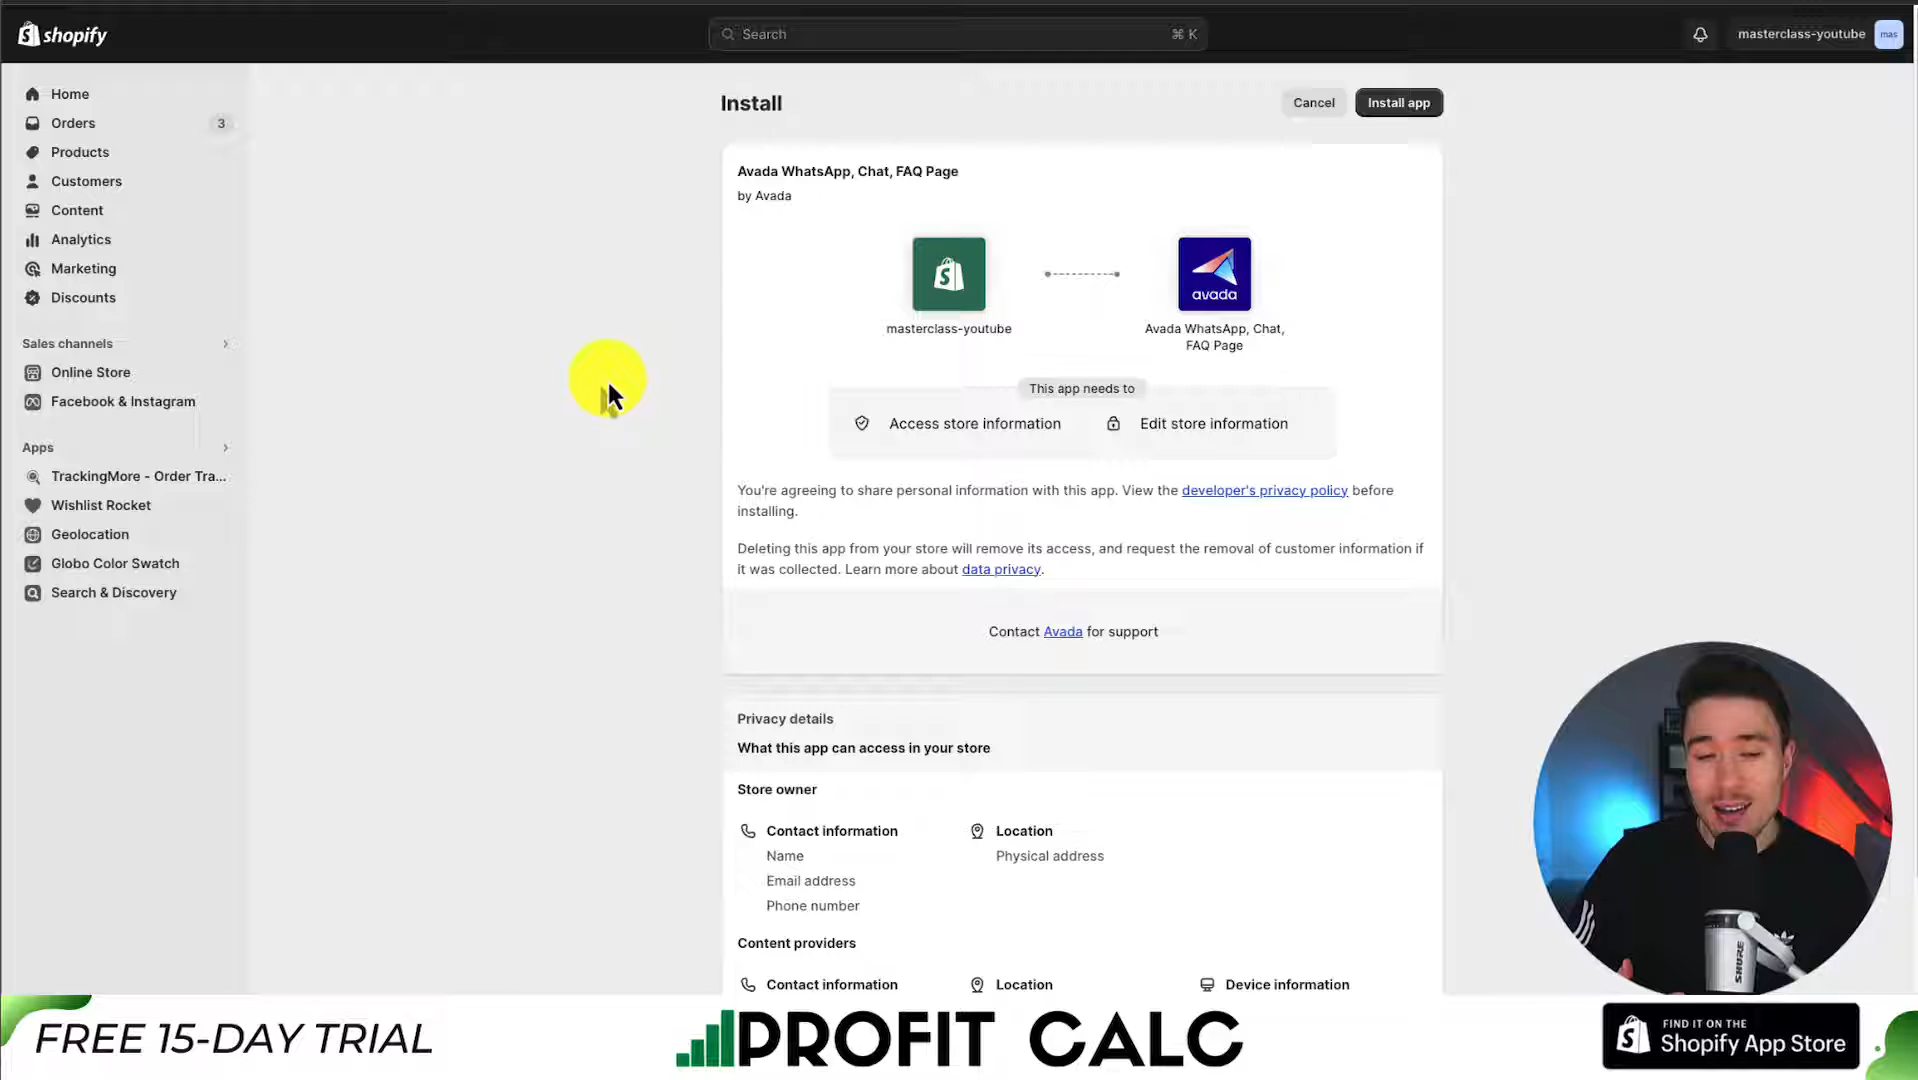 shopify
Search
⌘ K
masterclass-youtube
mas
Home
Orders
3
Products
Customers
Content
Analytics
Marketing
Discounts
Sales channels
Online Store
Facebook & Instagram
Apps
TrackingMore - Order Tra...
Wishlist Rocket
Geolocation
Globo Color Swatch
Search & Discovery
Install
Cancel
Install app
Avada WhatsApp, Chat, FAQ Page
by Avada
avada
masterclass-youtube
Avada WhatsApp, Chat,
FAQ Page
This app needs to
Access store information
Edit store information
You're agreeing to share personal information with this app. View the developer's privacy policy before
installing.
Deleting this app from your store will remove its access, and request the removal of customer information if
it was collected. Learn more about data privacy.
Contact Avada for support
Privacy details
What this app can access in your store
Store owner
Contact information
Name
Email address
Phone number
Location
Physical address
Content providers
Contact information
Location
Device information
SHURE
FREE 15-DAY TRIAL
PROFIT CALC
FIND IT ON THE
Shopify App Store